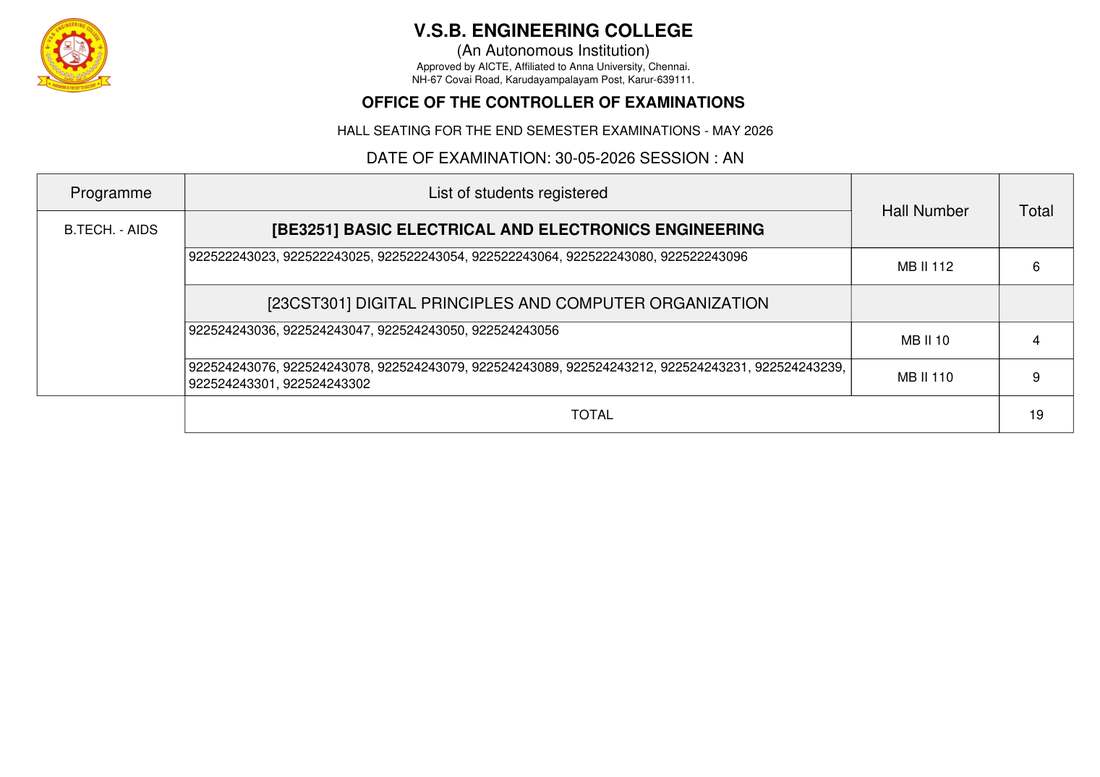 V.S.B. ENGINEERING COLLEGE
(An Autonomous Institution)
Approved by AICTE, Affiliated to Anna University, Chennai.
NH-67 Covai Road, Karudayampalayam Post, Karur-639111.
OFFICE OF THE CONTROLLER OF EXAMINATIONS
HALL SEATING FOR THE END SEMESTER EXAMINATIONS - MAY 2026
DATE OF EXAMINATION: 30-05-2026 SESSION : AN
Programme List of students registered Hall Number Total
B.TECH. - AIDS [BE3251] BASIC ELECTRICAL AND ELECTRONICS ENGINEERING
922522243023, 922522243025, 922522243054, 922522243064, 922522243080, 922522243096 MB II 112 6
[23CST301] DIGITAL PRINCIPLES AND COMPUTER ORGANIZATION
922524243036, 922524243047, 922524243050, 922524243056 MB II 10 4
922524243076, 922524243078, 922524243079, 922524243089, 922524243212, 922524243231, 922524243239, MB II 110 9
922524243301, 922524243302
TOTAL 19